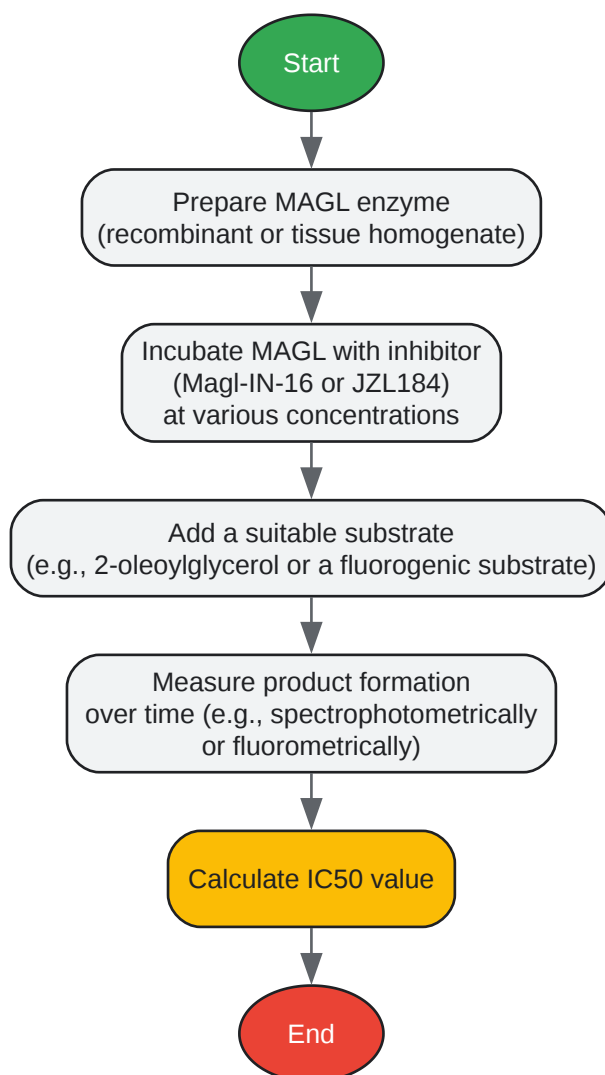 Start
Prepare MAGL enzyme
(recombinant or tissue homogenate)
Incubate MAGL with inhibitor
(Magl-IN-16 or JZL184)
at various concentrations
Add a suitable substrate
(e.g., 2-oleoylglycerol or a fluorogenic substrate)
Measure product formation
over time (e.g., spectrophotometrically
or fluorometrically)
Calculate IC50 value
End